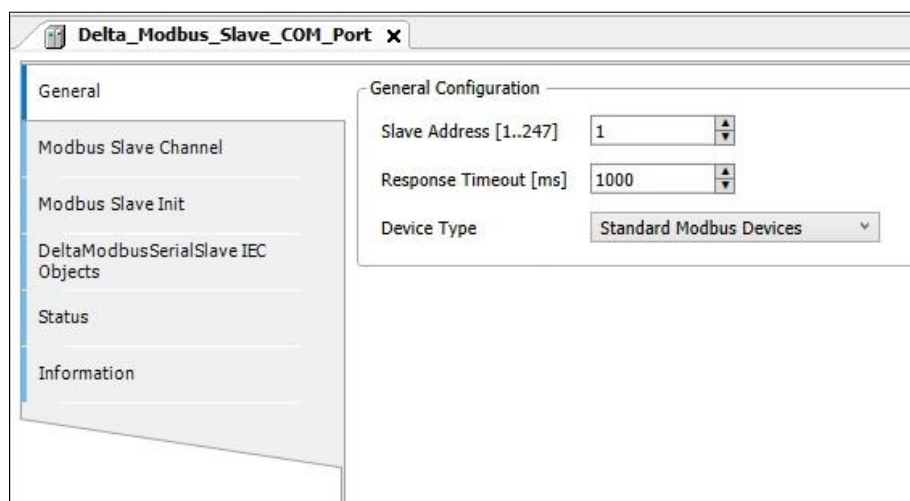 Delta_Modbus_Slave_COM_Port X
General
Modbus Slave Channel
Modbus Slave Init
DeltaModbusSerialSlave IEC
Objects
Status
Information
General Configuration
Slave Address [1..247] 1
Response Timeout [ms] 1000
Device Type Standard Modbus Devices